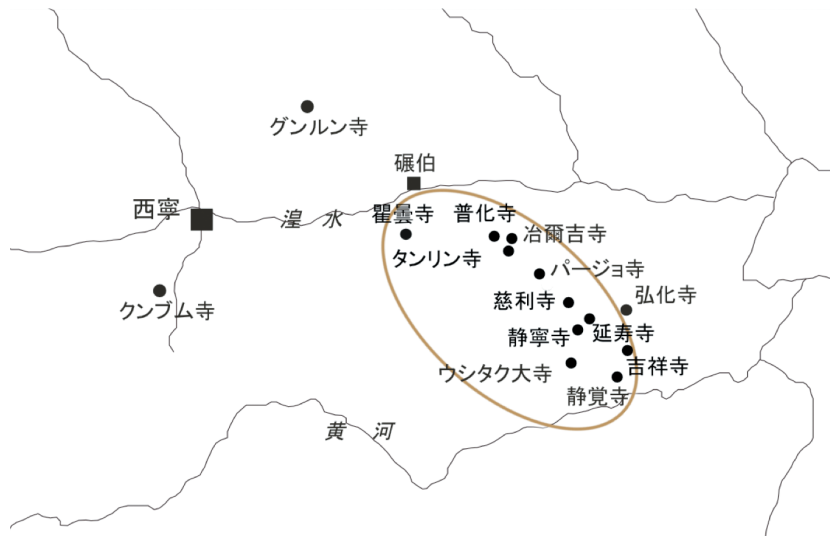 グンルン寺
碾伯
西寧
湟 水
瞿曇寺
普化寺
冶爾吉寺
タンリン寺
パージョ寺
クンブム寺
慈利寺
弘化寺
静寧寺
延寿寺
ウシタク大寺
吉祥寺
静覚寺
黄 河